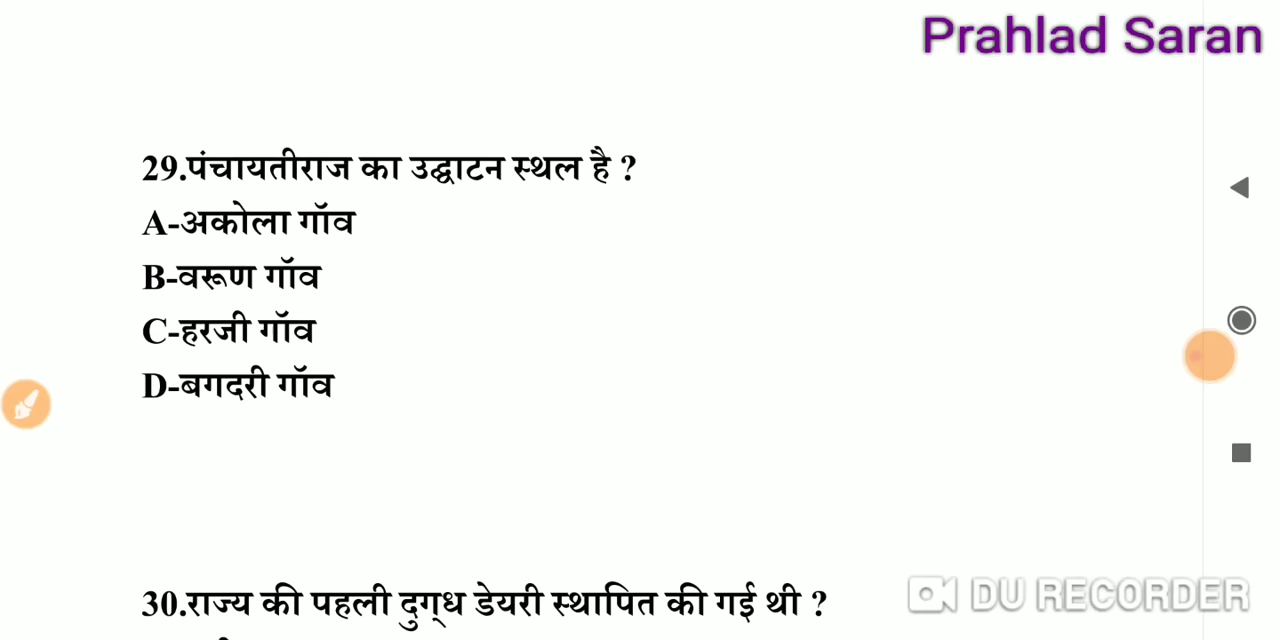 Prahlad Saran
29.पंचायतीराज का उद्घाटन स्थल है ?
A-अकोला गॉव
B-वरूण गॉव
C-हरजी गॉव
D-बगदरी गॉव
30.राज्य की पहली दुग्ध डेयरी स्थापित की गई थी ?
DU RECORDER